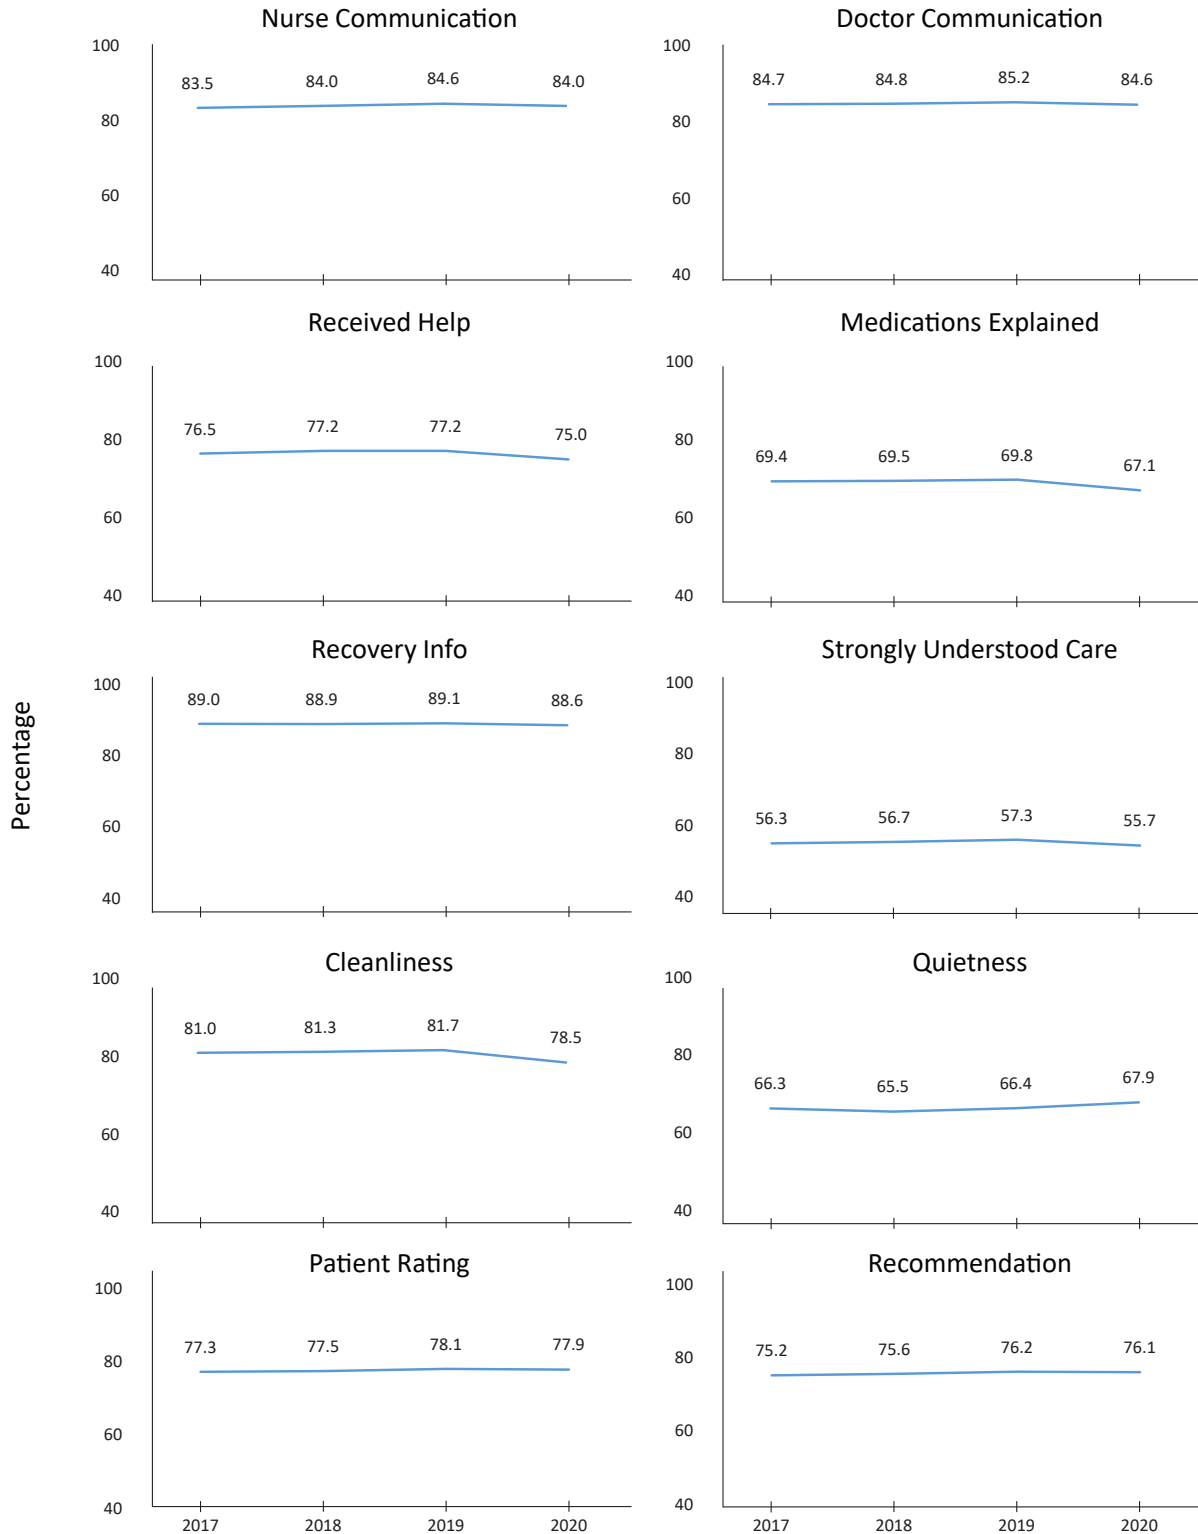 Nurse Communication
100
80
60
40
83.5 84.0 84.6 84.0
Doctor Communication
100
80
60
40
84.7 84.8 85.2 84.6
Received Help
100
80
60
40
76.5 77.2 77.2 75.0
Medications Explained
100
80
60
40
69.4 69.5 69.8 67.1
Percentage
Recovery Info
100
80
60
40
89.0 88.9 89.1 88.6
Strongly Understood Care
100
80
60
40
56.3 56.7 57.3 55.7
Cleanliness
100
80
60
40
81.0 81.3 81.7 78.5
Quietness
100
80
60
40
66.3 65.5 66.4 67.9
Patient Rating
100
80
60
40
77.3 77.5 78.1 77.9
2017 2018 2019 2020
Recommendation
100
80
60
40
75.2 75.6 76.2 76.1
2017 2018 2019 2020